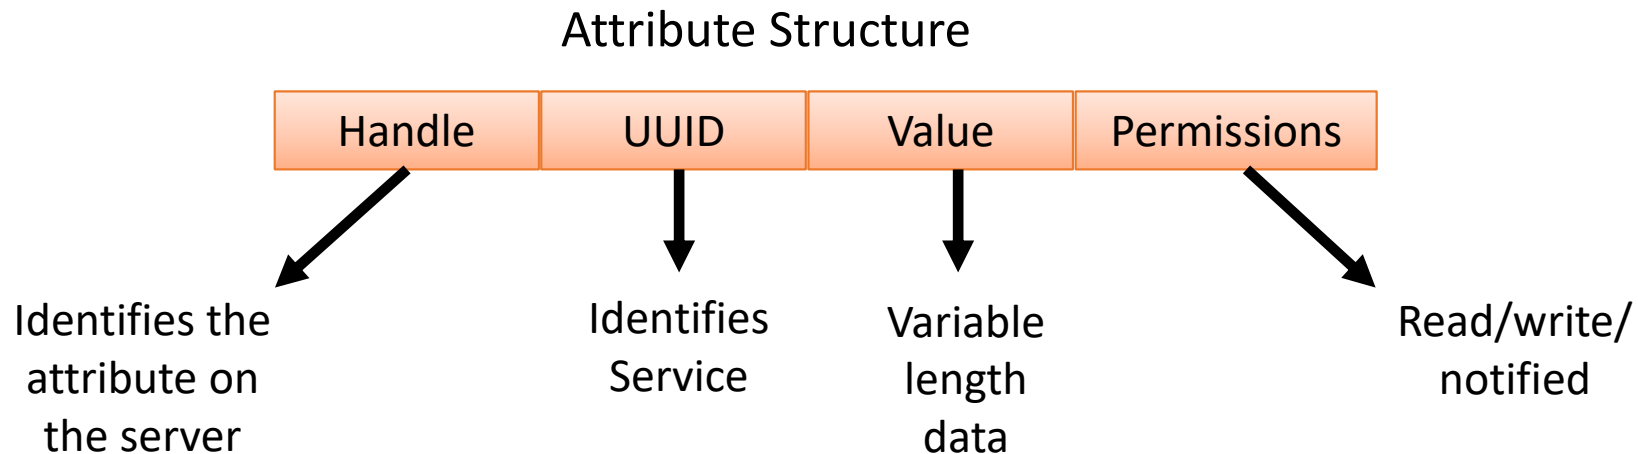 Attribute Structure
Handle
UUID
Value
Permissions
Identifies the
attribute on
the server
Identifies
Service
Variable
length
data
Read/write/
notified